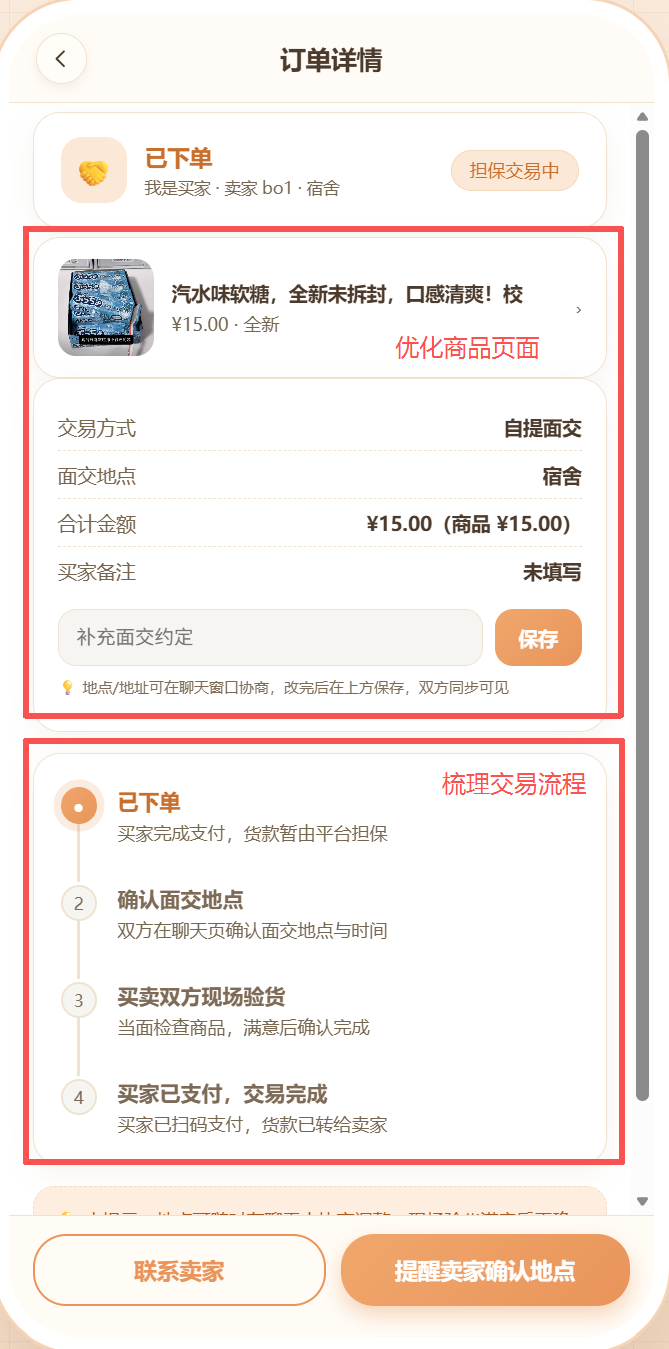 订单详情
已下单
我是买家 · 卖家 bo1 · 宿舍
担保交易中
汽水味软糖，全新未拆封，口感清爽！校
¥15.00 · 全新
优化商品页面
交易方式
自提面交
面交地点
宿舍
合计金额
¥15.00（商品 ¥15.00）
买家备注
未填写
补充面交约定
保存
地点/地址可在聊天窗口协商，改完后在上方保存，双方同步可见
梳理交易流程
已下单
买家完成支付，货款暂由平台担保
2
确认面交地点
双方在聊天页确认面交地点与时间
3
买卖双方现场验货
当面检查商品，满意后确认完成
4
买家已支付，交易完成
买家已扫码支付，货款已转给卖家
联系卖家
提醒卖家确认地点